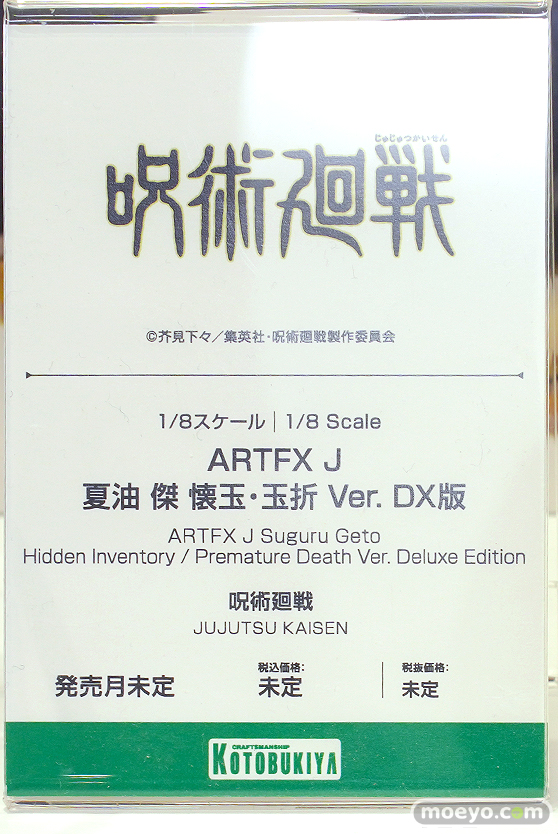 じゅじゅつかいせん
呪術廻戦
©芥見下々／集英社・呪術廻戦製作委員会
1/8スケール｜1/8 Scale
ARTFX J
夏油 傑 懐玉・玉折 Ver. DX版
ARTFX J Suguru Geto
Hidden Inventory / Premature Death Ver. Deluxe Edition
呪術廻戦
JUJUTSU KAISEN
発売月未定 税込価格: 未定 税抜価格: 未定
CRAFTSMANSHIP
KOTOBUKIYA
moeyo.com